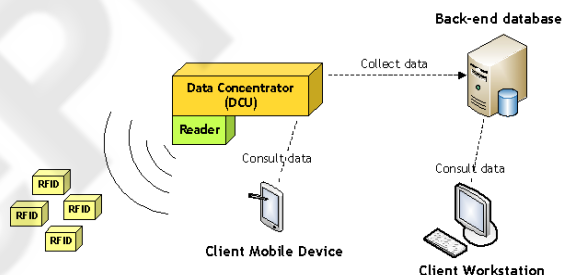 Back-end database
Collect data
Data Concentrator
(DCU)
Reader
Consult data
Consult data
RFID
RFID
RFID
RFID
Client Mobile Device
Client Workstation